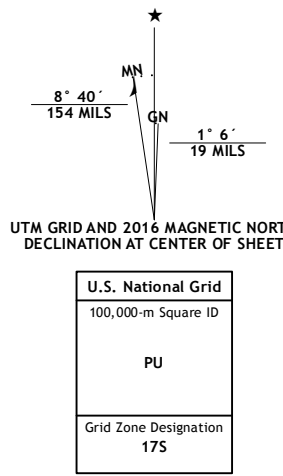 ★
MN
8° 40´
154 MILS
GN
1° 6´
19 MILS
UTM GRID AND 2016 MAGNETIC NORT
DECLINATION AT CENTER OF SHEET
U.S. National Grid
100,000-m Square ID
PU
Grid Zone Designation
17S